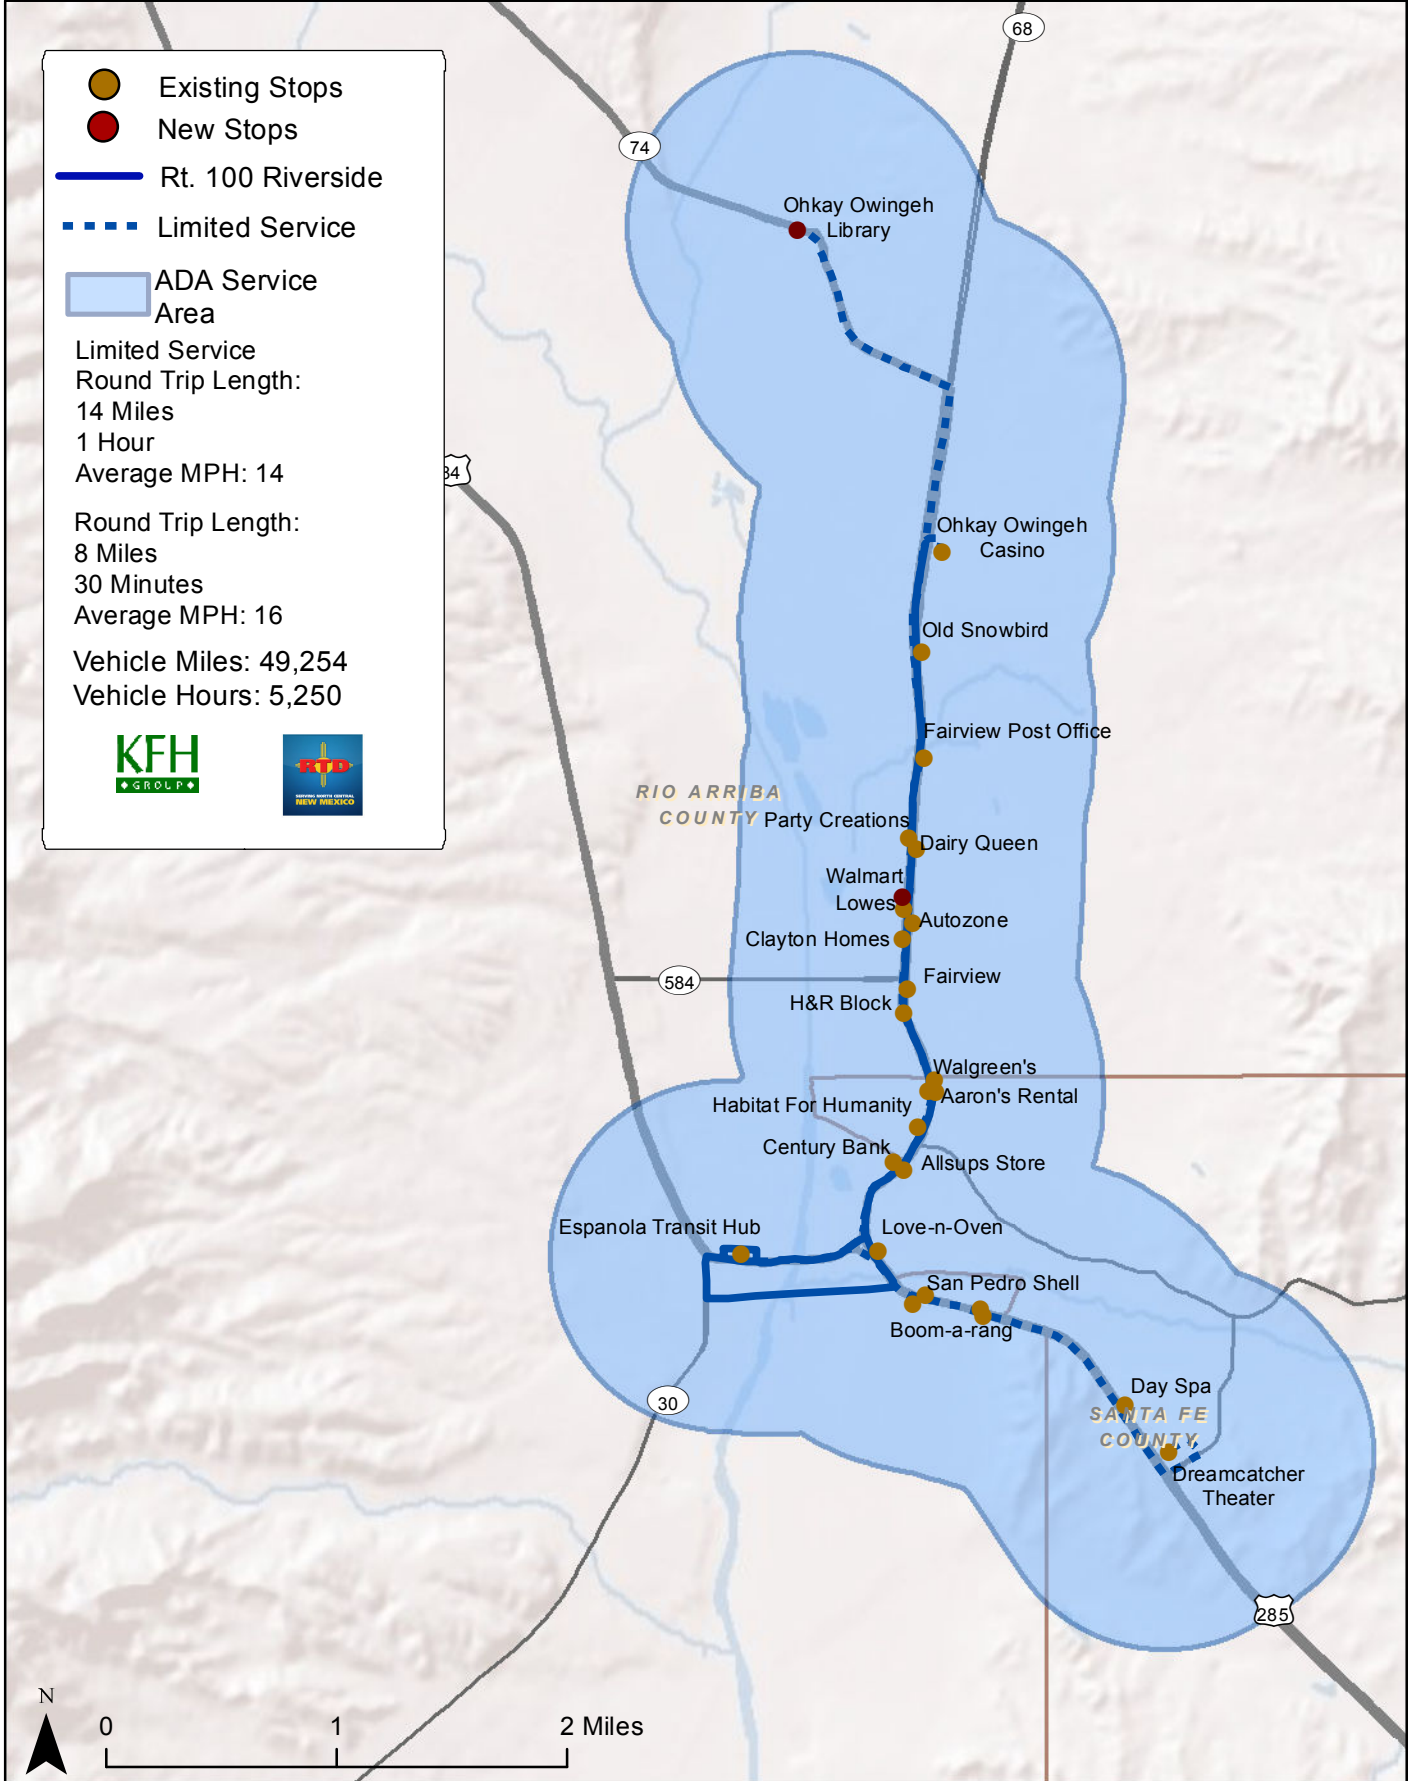 Existing Stops
New Stops
Rt. 100 Riverside
Limited Service
ADA Service
Area
Limited Service
Round Trip Length:
14 Miles
1 Hour
Average MPH: 14
Round Trip Length:
8 Miles
30 Minutes
Average MPH: 16
Vehicle Miles: 49,254
Vehicle Hours: 5,250
KFH
GROUP
RTD
SERVING NORTH CENTRAL
NEW MEXICO
68
74
Ohkay Owingeh
Library
84
Ohkay Owingeh
Casino
Old Snowbird
Fairview Post Office
RIO ARRIBA
COUNTY
Party Creations
Dairy Queen
Walmart
Lowes
Autozone
Clayton Homes
Fairview
584
H&R Block
Walgreen's
Aaron's Rental
Habitat For Humanity
Century Bank
Allsups Store
Espanola Transit Hub
Love-n-Oven
San Pedro Shell
Boom-a-rang
30
Day Spa
SANTA FE
COUNTY
Dreamcatcher
Theater
285
N
0 1 2 Miles